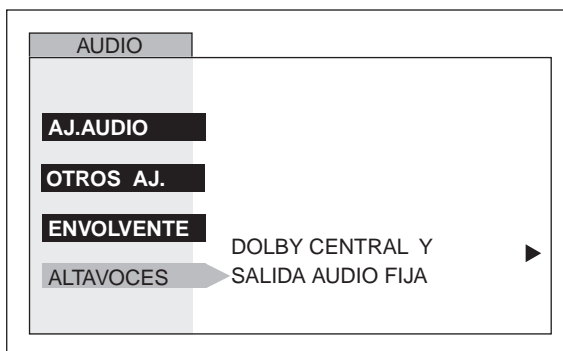 AUDIO
AJ.AUDIO
OTROS AJ.
ENVOLVENTE
ALTAVOCES
DOLBY CENTRAL Y
SALIDA AUDIO FIJA